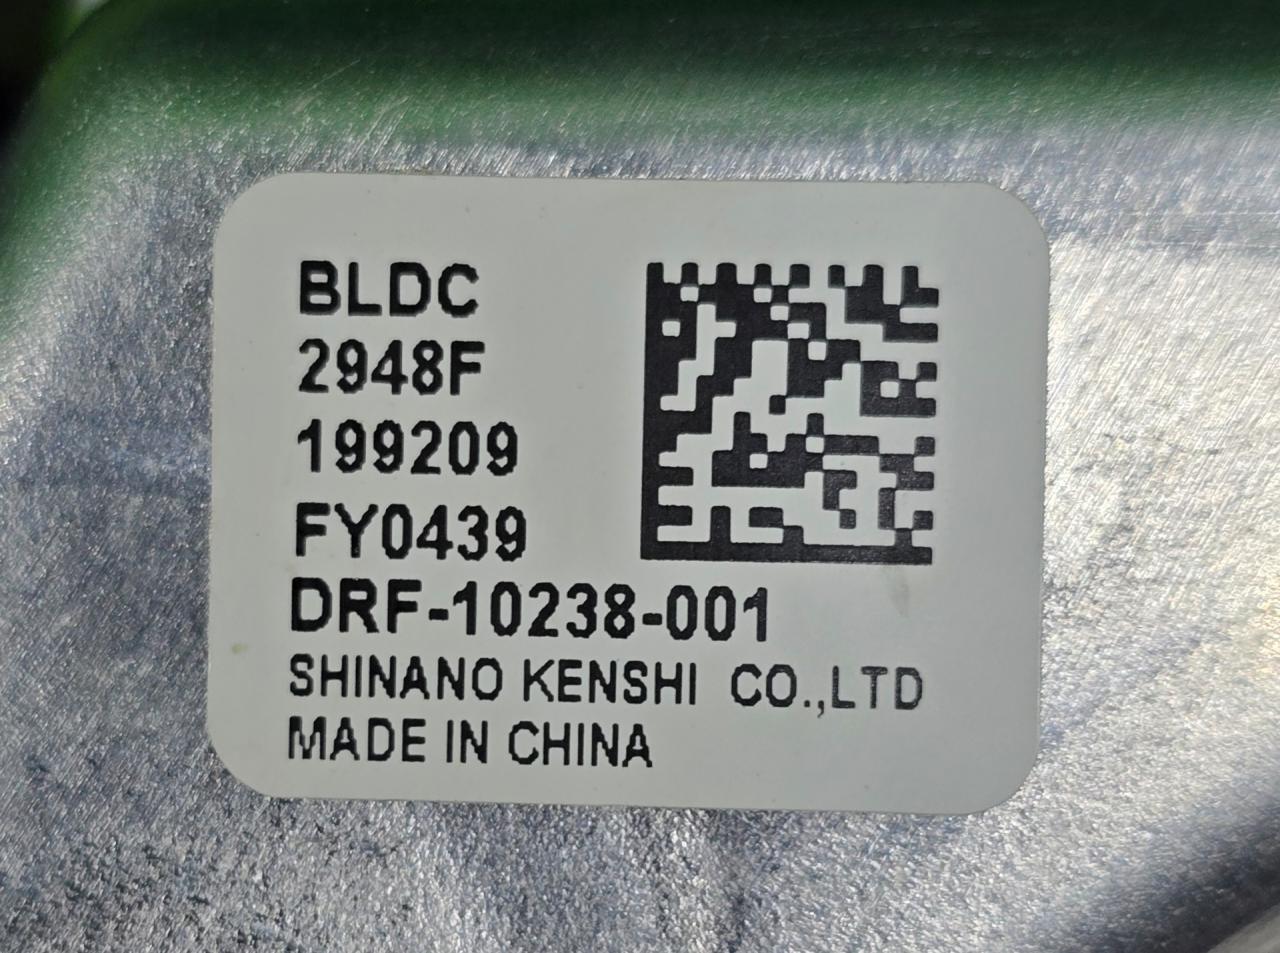 BLDC
2948F
199209
FY0439
DRF-10238-001
SHINANO KENSHI CO.,LTD
MADE IN CHINA